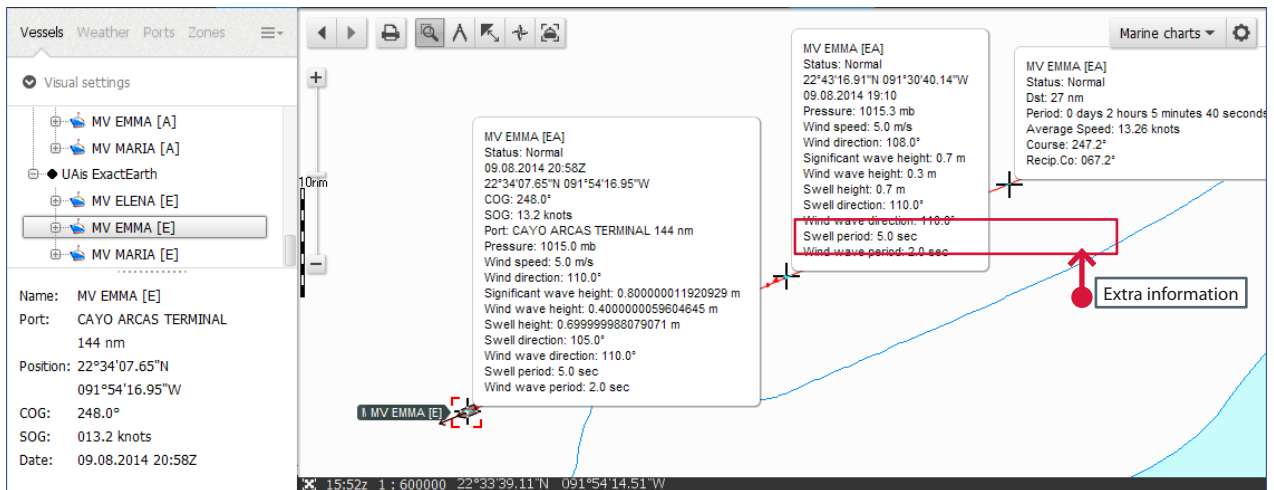 Vessels Weather Ports Zones
Visual settings
MV EMMA [A]
MV MARIA [A]
UAis ExactEarth
MV ELENA [E]
MV EMMA [E]
MV MARIA [E]
Name: MV EMMA [E]
Port: CAYO ARCAS TERMINAL
144 nm
Position: 22°34'07.65"N
091°54'16.95"W
COG: 248.0°
SOG: 013.2 knots
Date: 09.08.2014 20:58Z
10nm
MV EMMA [EA]
Status: Normal
09.08.2014 20:58Z
22°34'07.65"N 091°54'16.95"W
COG: 248.0°
SOG: 13.2 knots
Port: CAYO ARCAS TERMINAL 144 nm
Pressure: 1015.0 mb
Wind speed: 5.0 m/s
Wind direction: 110.0°
Significant wave height: 0.800000011920929 m
Wind wave height: 0.4000000059604645 m
Swell height: 0.699999988079071 m
Swell direction: 105.0°
Wind wave direction: 110.0°
Swell period: 5.0 sec
Wind wave period: 2.0 sec
MV EMMA [E]
MV EMMA [EA]
Status: Normal
22°43'16.91"N 091°30'40.14"W
09.08.2014 19:10
Pressure: 1015.3 mb
Wind speed: 5.0 m/s
Wind direction: 108.0°
Significant wave height: 0.7 m
Wind wave height: 0.3 m
Swell height: 0.7 m
Swell direction: 110.0°
Wind wave direction: 110.0°
Swell period: 5.0 sec
Wind wave period: 2.0 sec
Marine charts
MV EMMA [EA]
Status: Normal
Dst: 27 nm
Period: 0 days 2 hours 5 minutes 40 seconds
Average Speed: 13.26 knots
Course: 247.2°
Recip.Co: 067.2°
Extra information
15:52z 1 : 600000 22°33'39.11"N 091°54'14.51"W